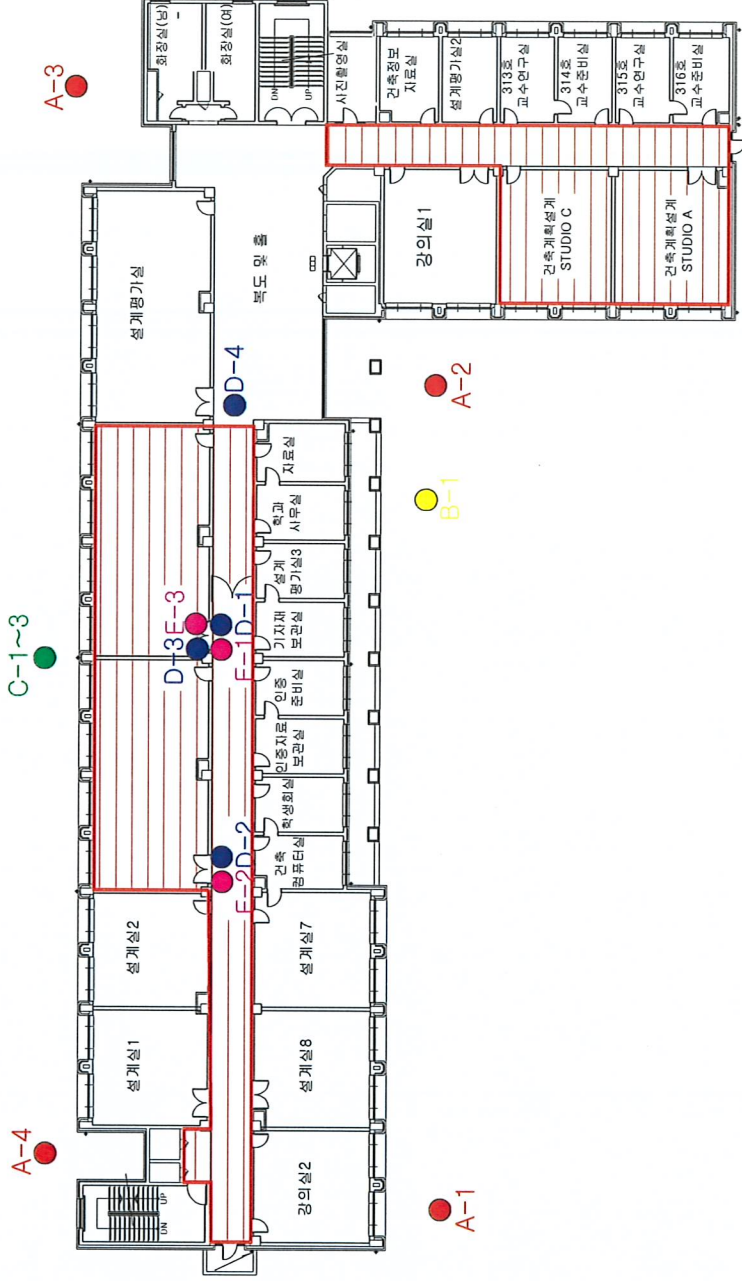 A-4
C-1~3
A-3
설계실1
설계실2
설계평가실
화장실(남)
화장실(여)
DN
UP
DN
UP
복도 및 홀
D-3
E-3
D-1
D-2
D-4
강의실2
설계실8
설계실7
건축
컴퓨터실
학생회실
인증자료
보관실
인증
준비실
기자재
보관실
설계
평가실3
학과
사무실
자료실
사진촬영실
건축정보
자료실
설계평가실2
313호
교수연구실
314호
교수준비실
315호
교수연구실
316호
교수준비실
강의실1
건축계획설계
STUDIO C
건축계획설계
STUDIO A
A-1
B-1
A-2